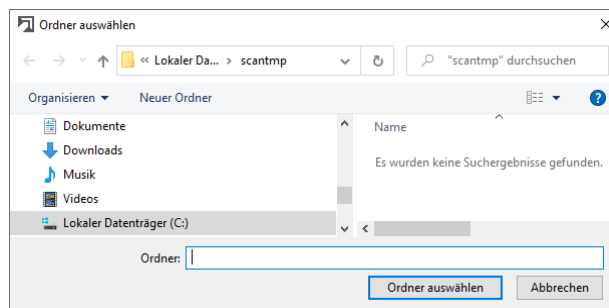 Ordner auswählen
« Lokaler Da... › scantmp
"scantmp" durchsuchen
Organisieren
Neuer Ordner
Dokumente
Downloads
Musik
Videos
Lokaler Datenträger (C:)
Name
Es wurden keine Suchergebnisse gefunden.
Ordner:
Ordner auswählen
Abbrechen